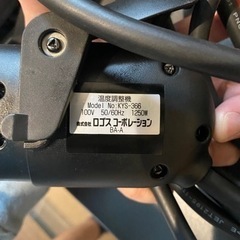 温度調整機
Model No:KYS-366
100V 50/60Hz 1250W
株式会社 ロゴス コーポレーション
BA-A